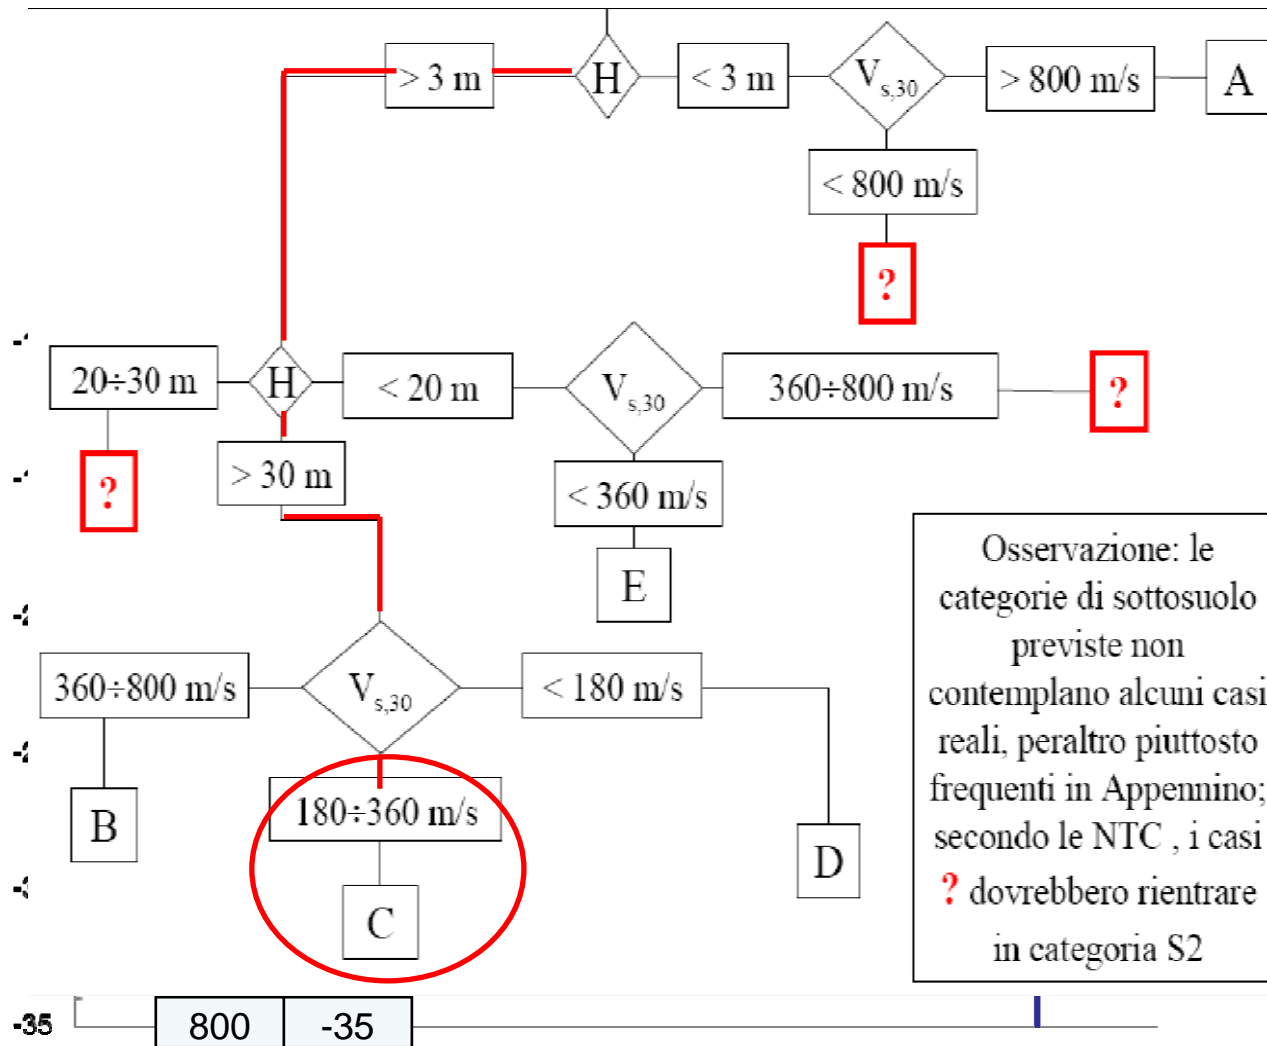 > 3 m
H
< 3 m
Vs,30
> 800 m/s
A
< 800 m/s
?
20÷30 m
H
< 20 m
Vs,30
360÷800 m/s
?
?
> 30 m
< 360 m/s
E
360÷800 m/s
Vs,30
< 180 m/s
B
180÷360 m/s
C
D
Osservazione: le
categorie di sottosuolo
previste non
contemplano alcuni casi
reali, peraltro piuttosto
frequenti in Appennino;
secondo le NTC , i casi
? dovrebbero rientrare
in categoria S2
-35
800
-35